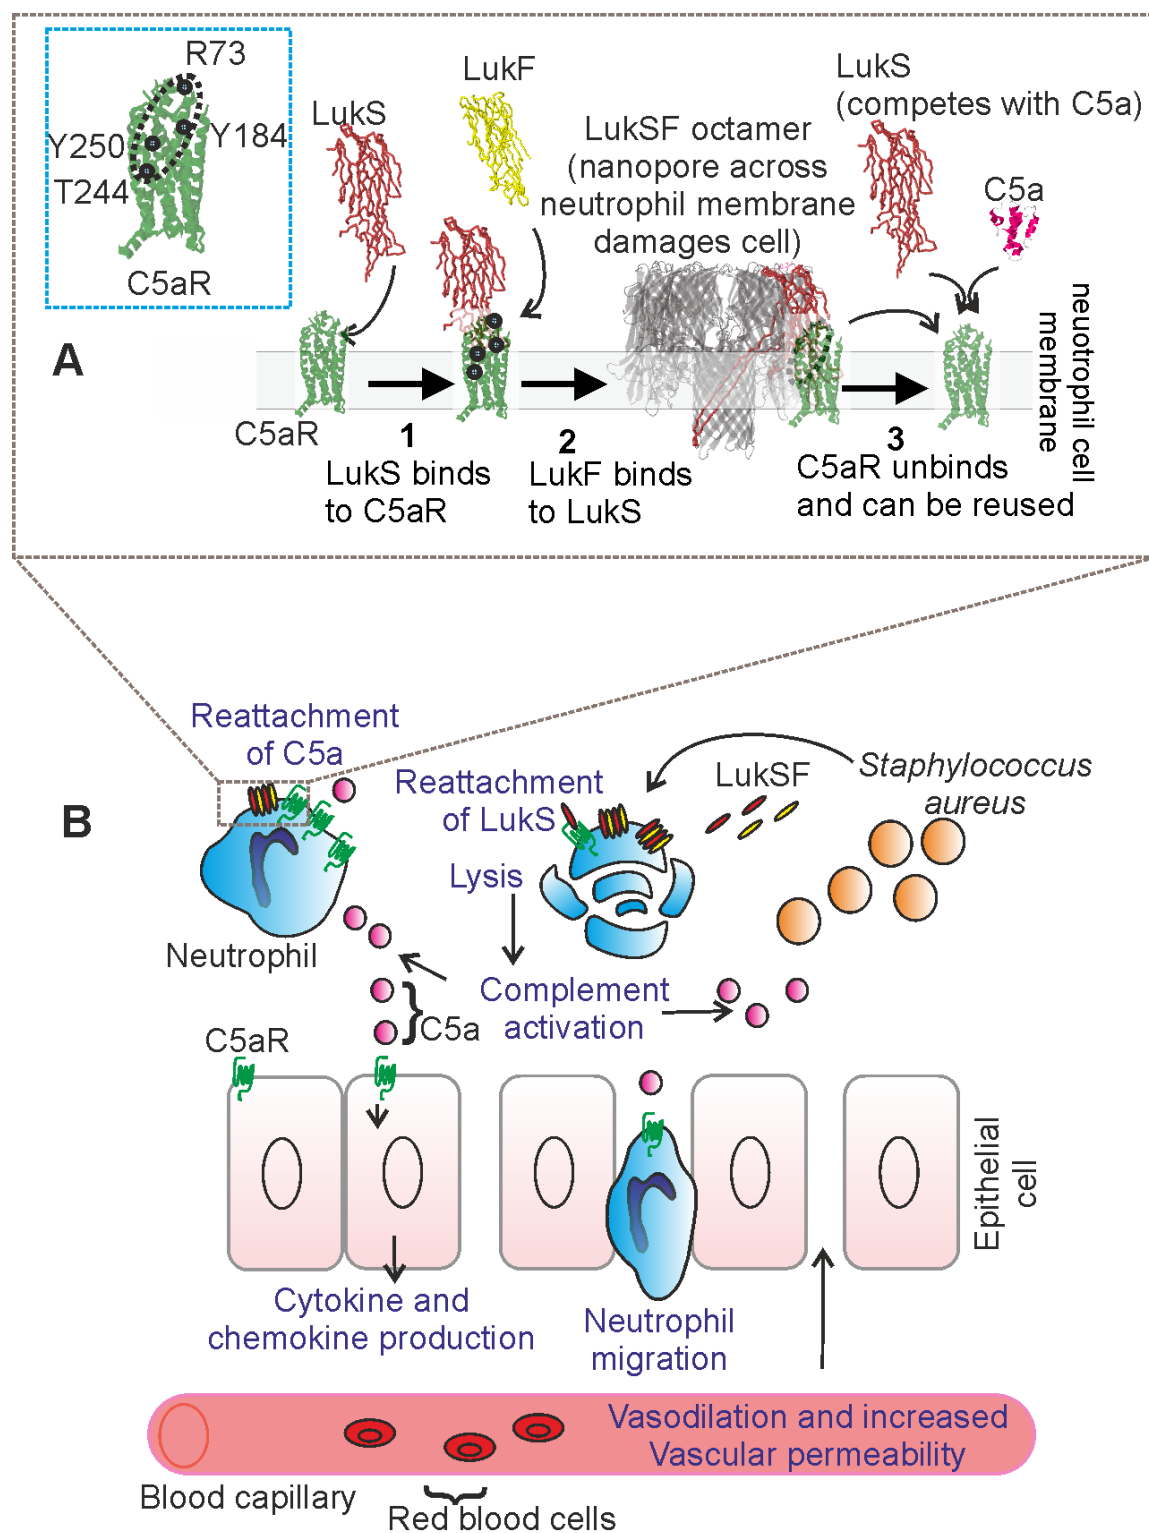 R73
Y250
Y184
T244
C5aR
LukS
LukF
LukSF octamer
(nanopore across
neutrophil membrane
damages cell)
LukS
(competes with C5a)
C5a
A
C5aR
neuotrophil cell
membrane
1
LukS binds
to C5aR
2
LukF binds
to LukS
3
C5aR unbinds
and can be reused
B
Reattachment
of C5a
Reattachment
of LukS
LukSF
Staphylococcus
aureus
Lysis
Neutrophil
Complement
activation
C5a
C5aR
Epithelial
cell
Cytokine and
chemokine production
Neutrophil
migration
Vasodilation and increased
Vascular permeability
Blood capillary
Red blood cells